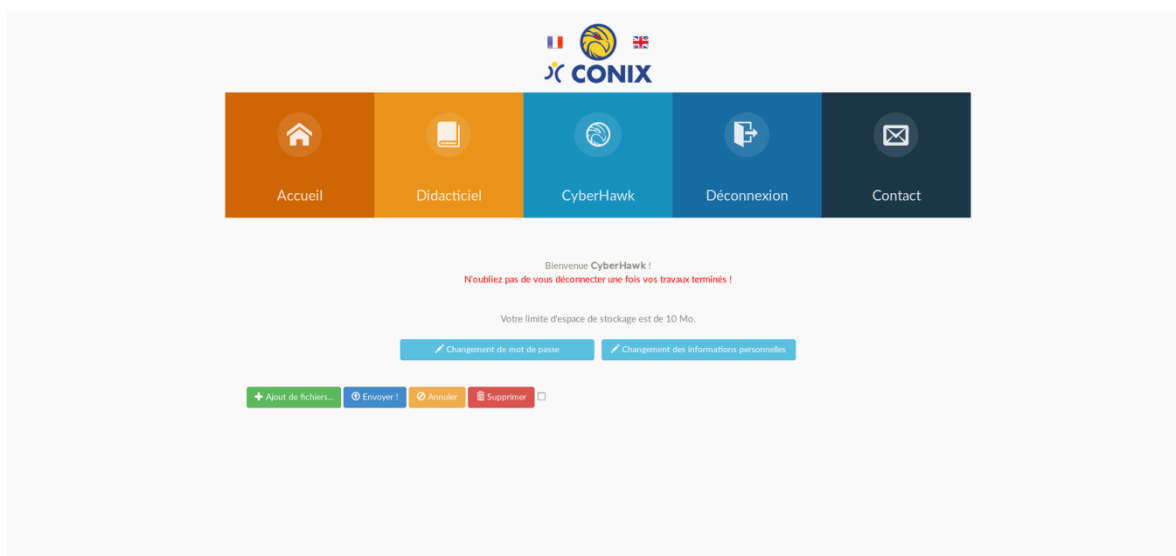 CONIX
Accueil
Didacticiel
CyberHawk
Déconnexion
Contact
Bienvenue CyberHawk !
N'oubliez pas de vous déconnecter une fois vos travaux terminés !
Votre limite d'espace de stockage est de 10 Mo.
Changement de mot de passe
Changement des informations personnelles
Ajout de fichiers...
Envoyer !
Annuler
Supprimer